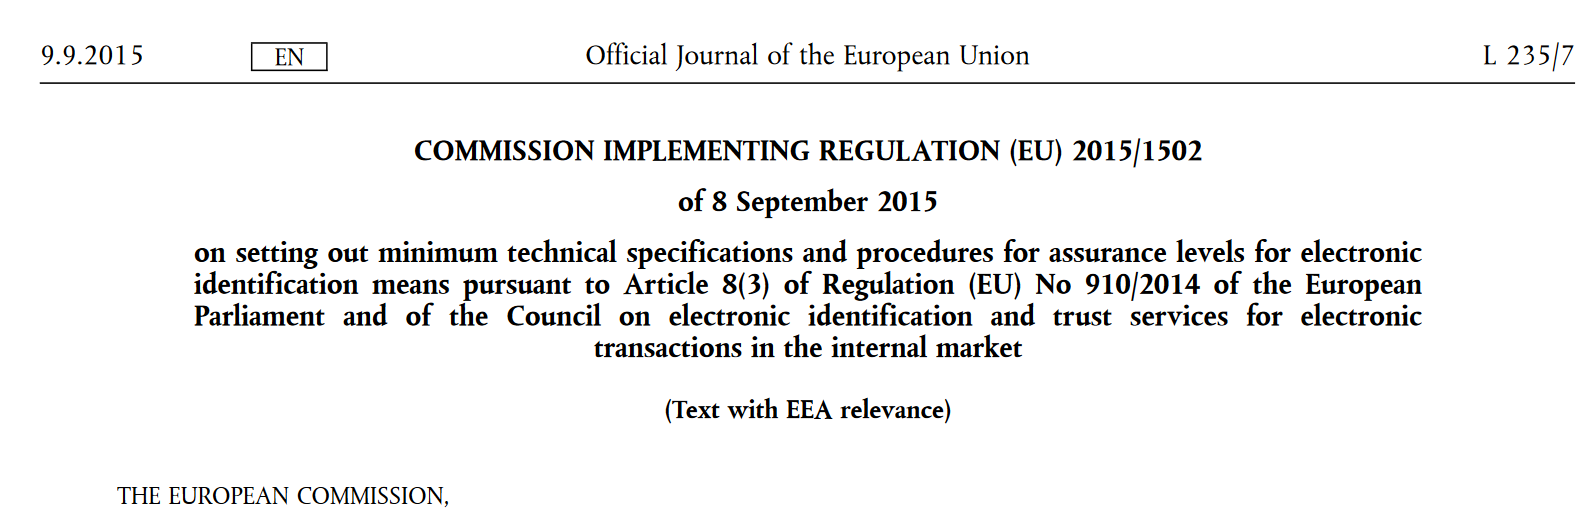 9.9.2015 EN Official Journal of the European Union L 235/7
COMMISSION IMPLEMENTING REGULATION (EU) 2015/1502
of 8 September 2015
on setting out minimum technical specifications and procedures for assurance levels for electronic
identification means pursuant to Article 8(3) of Regulation (EU) No 910/2014 of the European
Parliament and of the Council on electronic identification and trust services for electronic
transactions in the internal market
(Text with EEA relevance)
THE EUROPEAN COMMISSION,